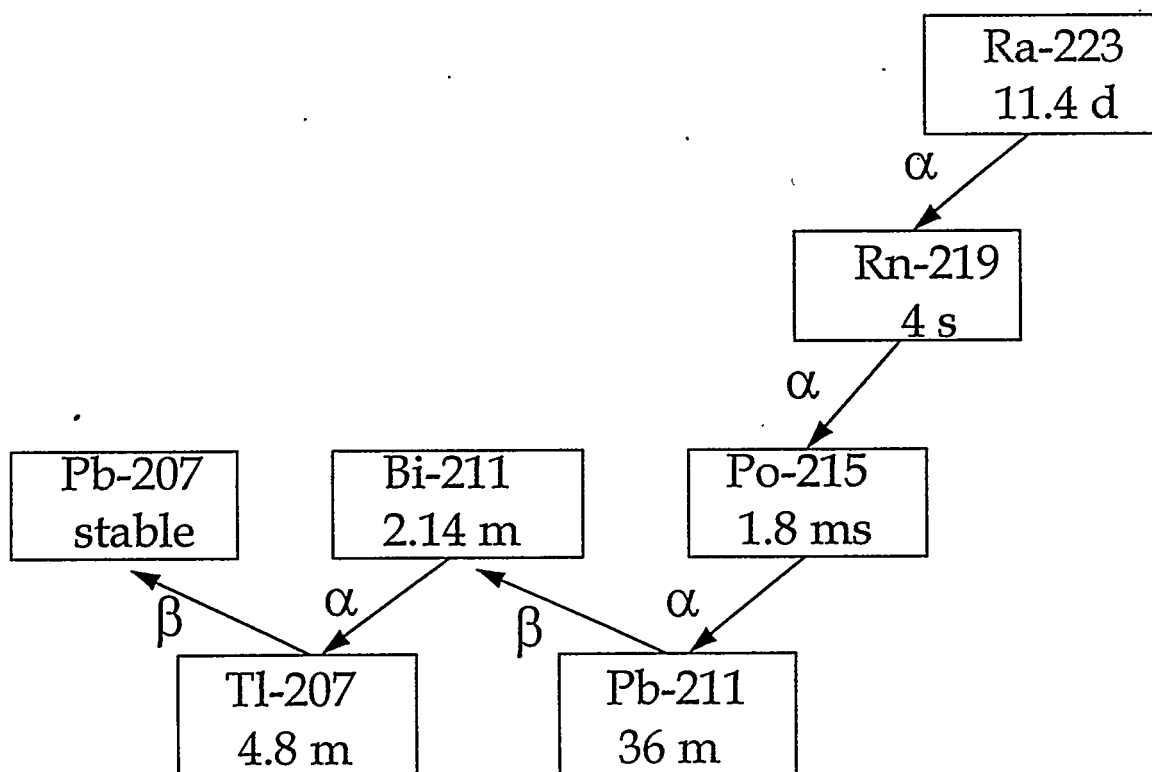 Ra-223
11.4 d
α
Rn-219
4 s
α
Po-215
1.8 ms
α
Pb-211
36 m
β
Bi-211
2.14 m
α
Tl-207
4.8 m
β
Pb-207
stable